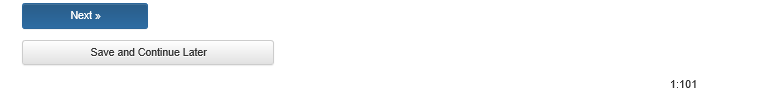 Next »
Save and Continue Later
1:101